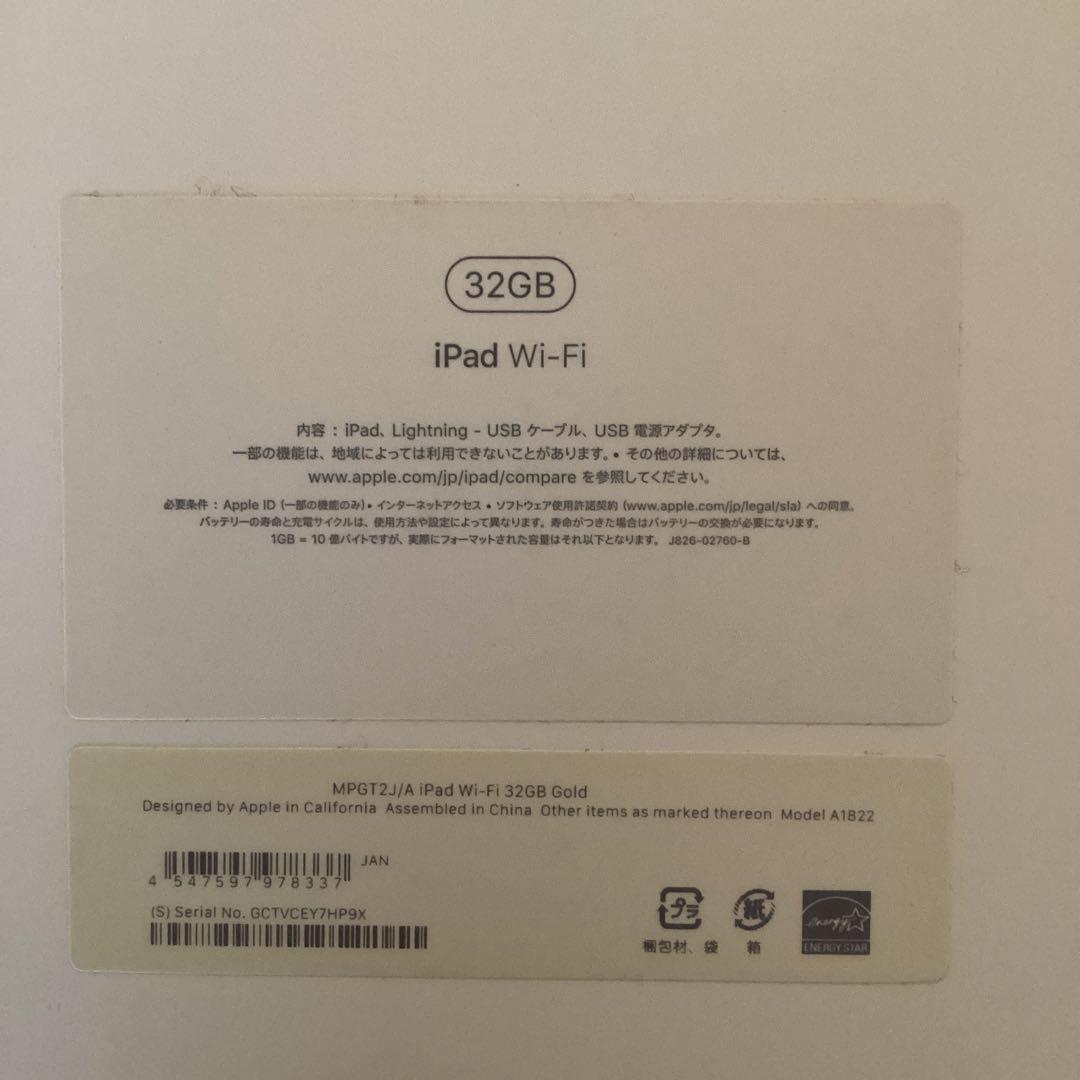 32GB
iPad Wi-Fi
内容：iPad、Lightning - USB ケーブル、USB 電源アダプタ。
一部の機能は、地域によっては利用できないことがあります。• その他の詳細については、
www.apple.com/jp/ipad/compare を参照してください。
必要条件：Apple ID (一部の機能のみ)• インターネットアクセス • ソフトウェア使用許諾契約 (www.apple.com/jp/legal/sla) への同意。
バッテリーの寿命と充電サイクルは、使用方法や設定によって異なります。寿命がつきた場合はバッテリーの交換が必要になります。
1GB = 10 億バイトですが、実際にフォーマットされた容量はそれ以下となります。 J826-02760-B
MPGT2J/A iPad Wi-Fi 32GB Gold
Designed by Apple in California Assembled in China Other items as marked thereon Model A1822
JAN
4 547597 978337
(S) Serial No. GCTVCEY7HP9X
プラ 紙 energy
梱包材、袋 箱 ENERGY STAR